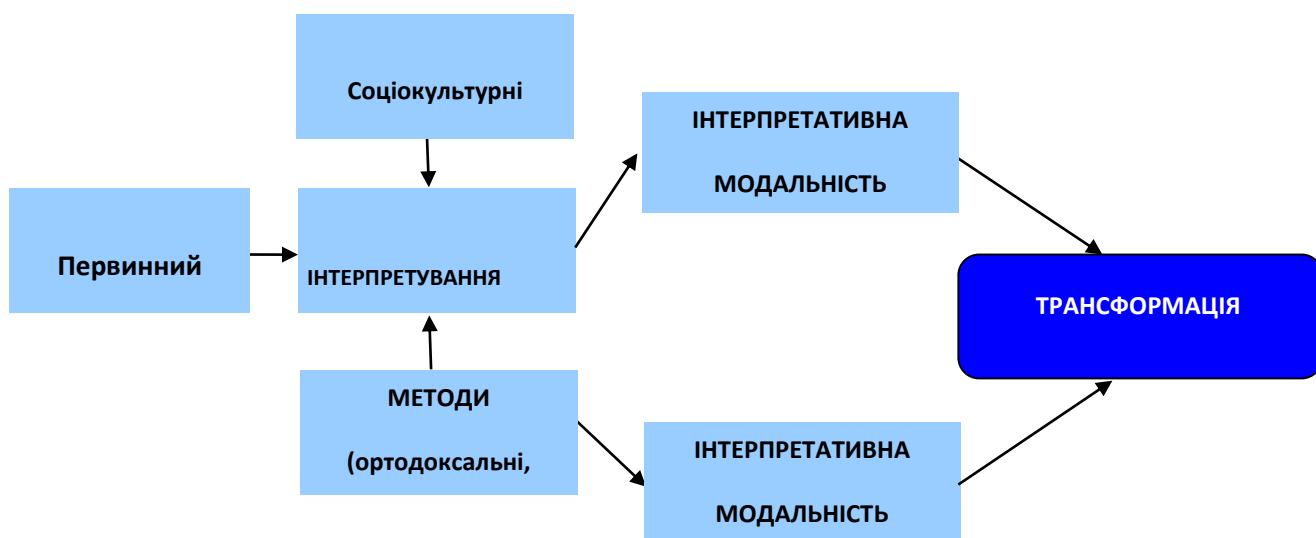 Соціокультурні
ІНТЕРПРЕТАТИВНА
МОДАЛЬНІСТЬ
Первинний
ІНТЕРПРЕТУВАННЯ
ТРАНСФОРМАЦІЯ
МЕТОДИ
(ортодоксальні,
ІНТЕРПРЕТАТИВНА
МОДАЛЬНІСТЬ